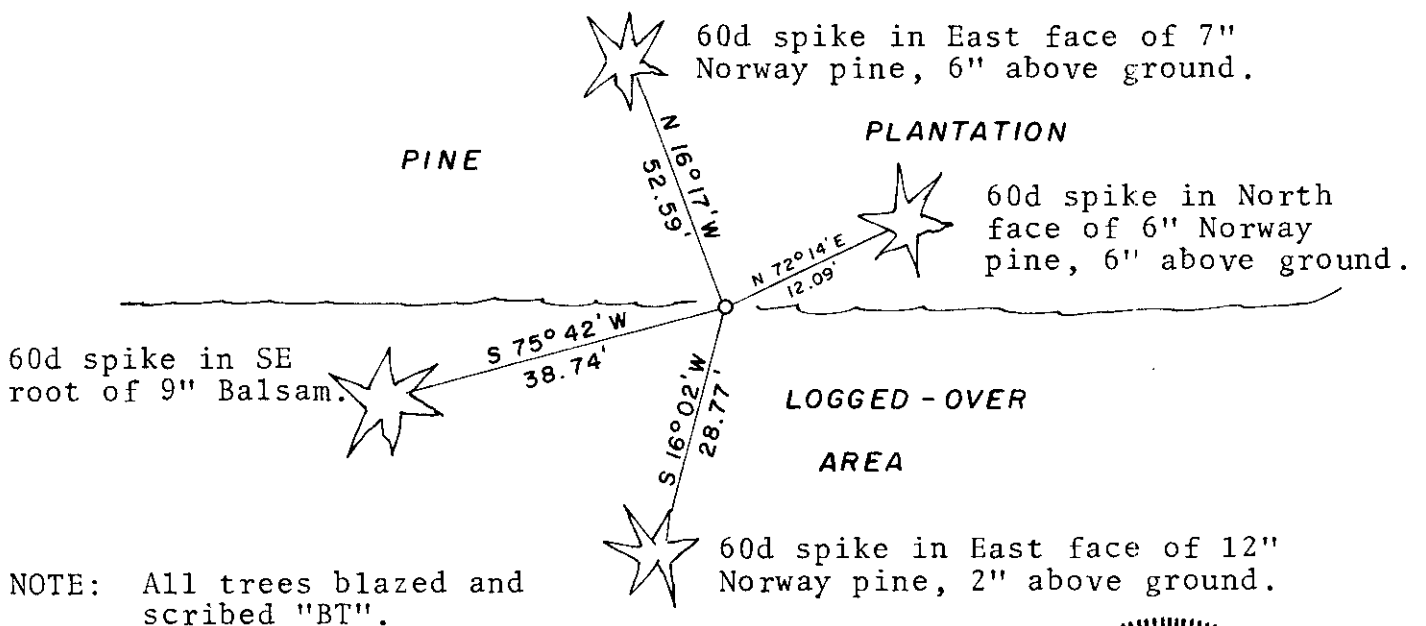 60d spike in East face of 7"
Norway pine, 6" above ground.
PLANTATION
PINE
N 16°17'W
52.59'
60d spike in North
face of 6" Norway
pine, 6" above ground.
N 72°14'E
12.09'
S 75°42'W
38.74'
60d spike in SE
root of 9" Balsam.
S 16°02'W
28.77'
LOGGED-OVER
AREA
60d spike in East face of 12"
Norway pine, 2" above ground.
NOTE: All trees blazed and
scribed "BT".